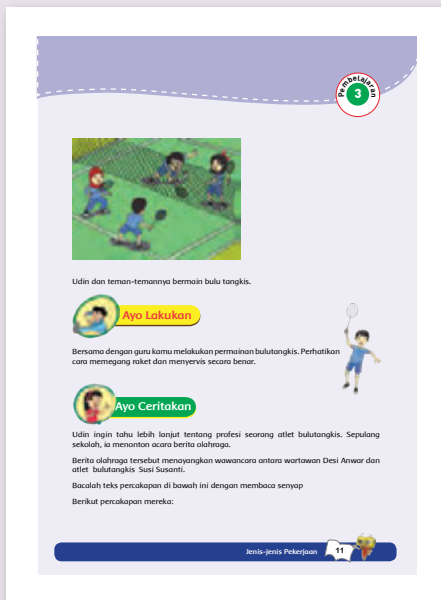 Pembelajaran
3
Udin dan teman-temannya bermain bulu tangkis.
Ayo Lakukan
Bersama dengan guru kamu melakukan permainan bulutangkis. Perhatikan
cara memegang raket dan menyervis secara benar.
Ayo Ceritakan
Udin ingin tahu lebih lanjut tentang profesi seorang atlet bulutangkis. Sepulang
sekolah, ia menonton acara berita olahraga.
Berita olahraga tersebut menayangkan wawancara antara wartawan Desi Anwar dan
atlet bulutangkis Susi Susanti.
Bacalah teks percakapan di bawah ini dengan membaca senyap
Berikut percakapan mereka:
Jenis-jenis Pekerjaan
11